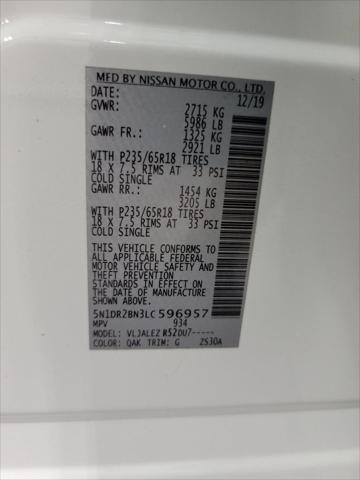 MFD BY NISSAN MOTOR CO., LTD.
DATE: 12/19
GVWR: 2715 KG
5986 LB
GAWR FR.: 1325 KG
2921 LB
WITH P235/65R18 TIRES
18 X 7.5 RIMS AT 33 PSI
COLD SINGLE
GAWR RR.: 1454 KG
3205 LB
WITH P235/65R18 TIRES
18 X 7.5 RIMS AT 33 PSI
COLD SINGLE
THIS VEHICLE CONFORMS TO
ALL APPLICABLE FEDERAL
MOTOR VEHICLE SAFETY AND
THEFT PREVENTION
STANDARDS IN EFFECT ON
THE DATE OF MANUFACTURE
SHOWN ABOVE.
5N1DR2BN3LC596957
MPV 934
MODEL: VLJALEZ R52DU7-----
COLOR: QAK TRIM: G ZS30A